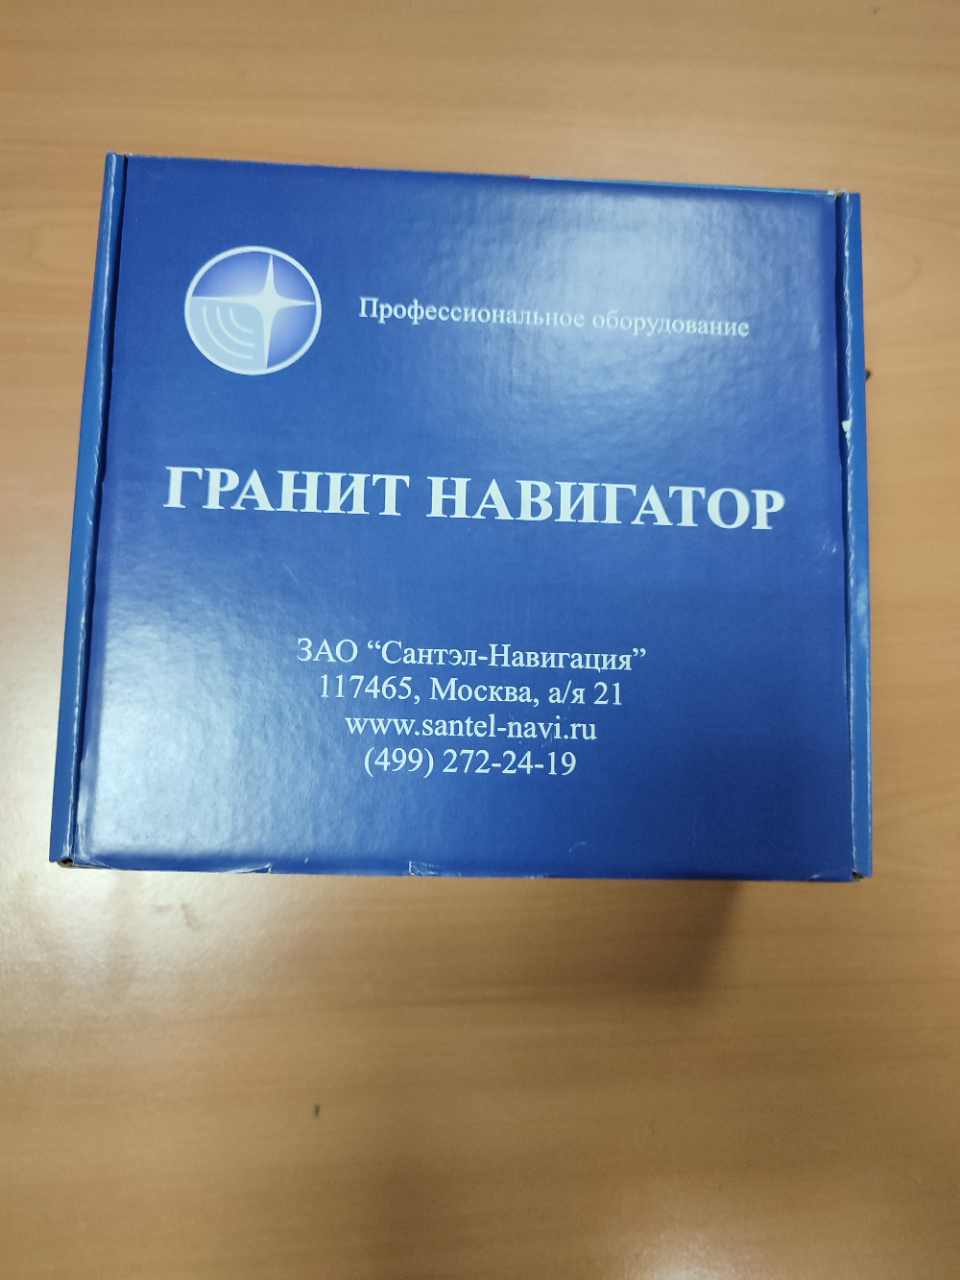 Профессиональное оборудование
ГРАНИТ НАВИГАТОР
ЗАО “Сантэл-Навигация”
117465, Москва, а/я 21
www.santel-navi.ru
(499) 272-24-19